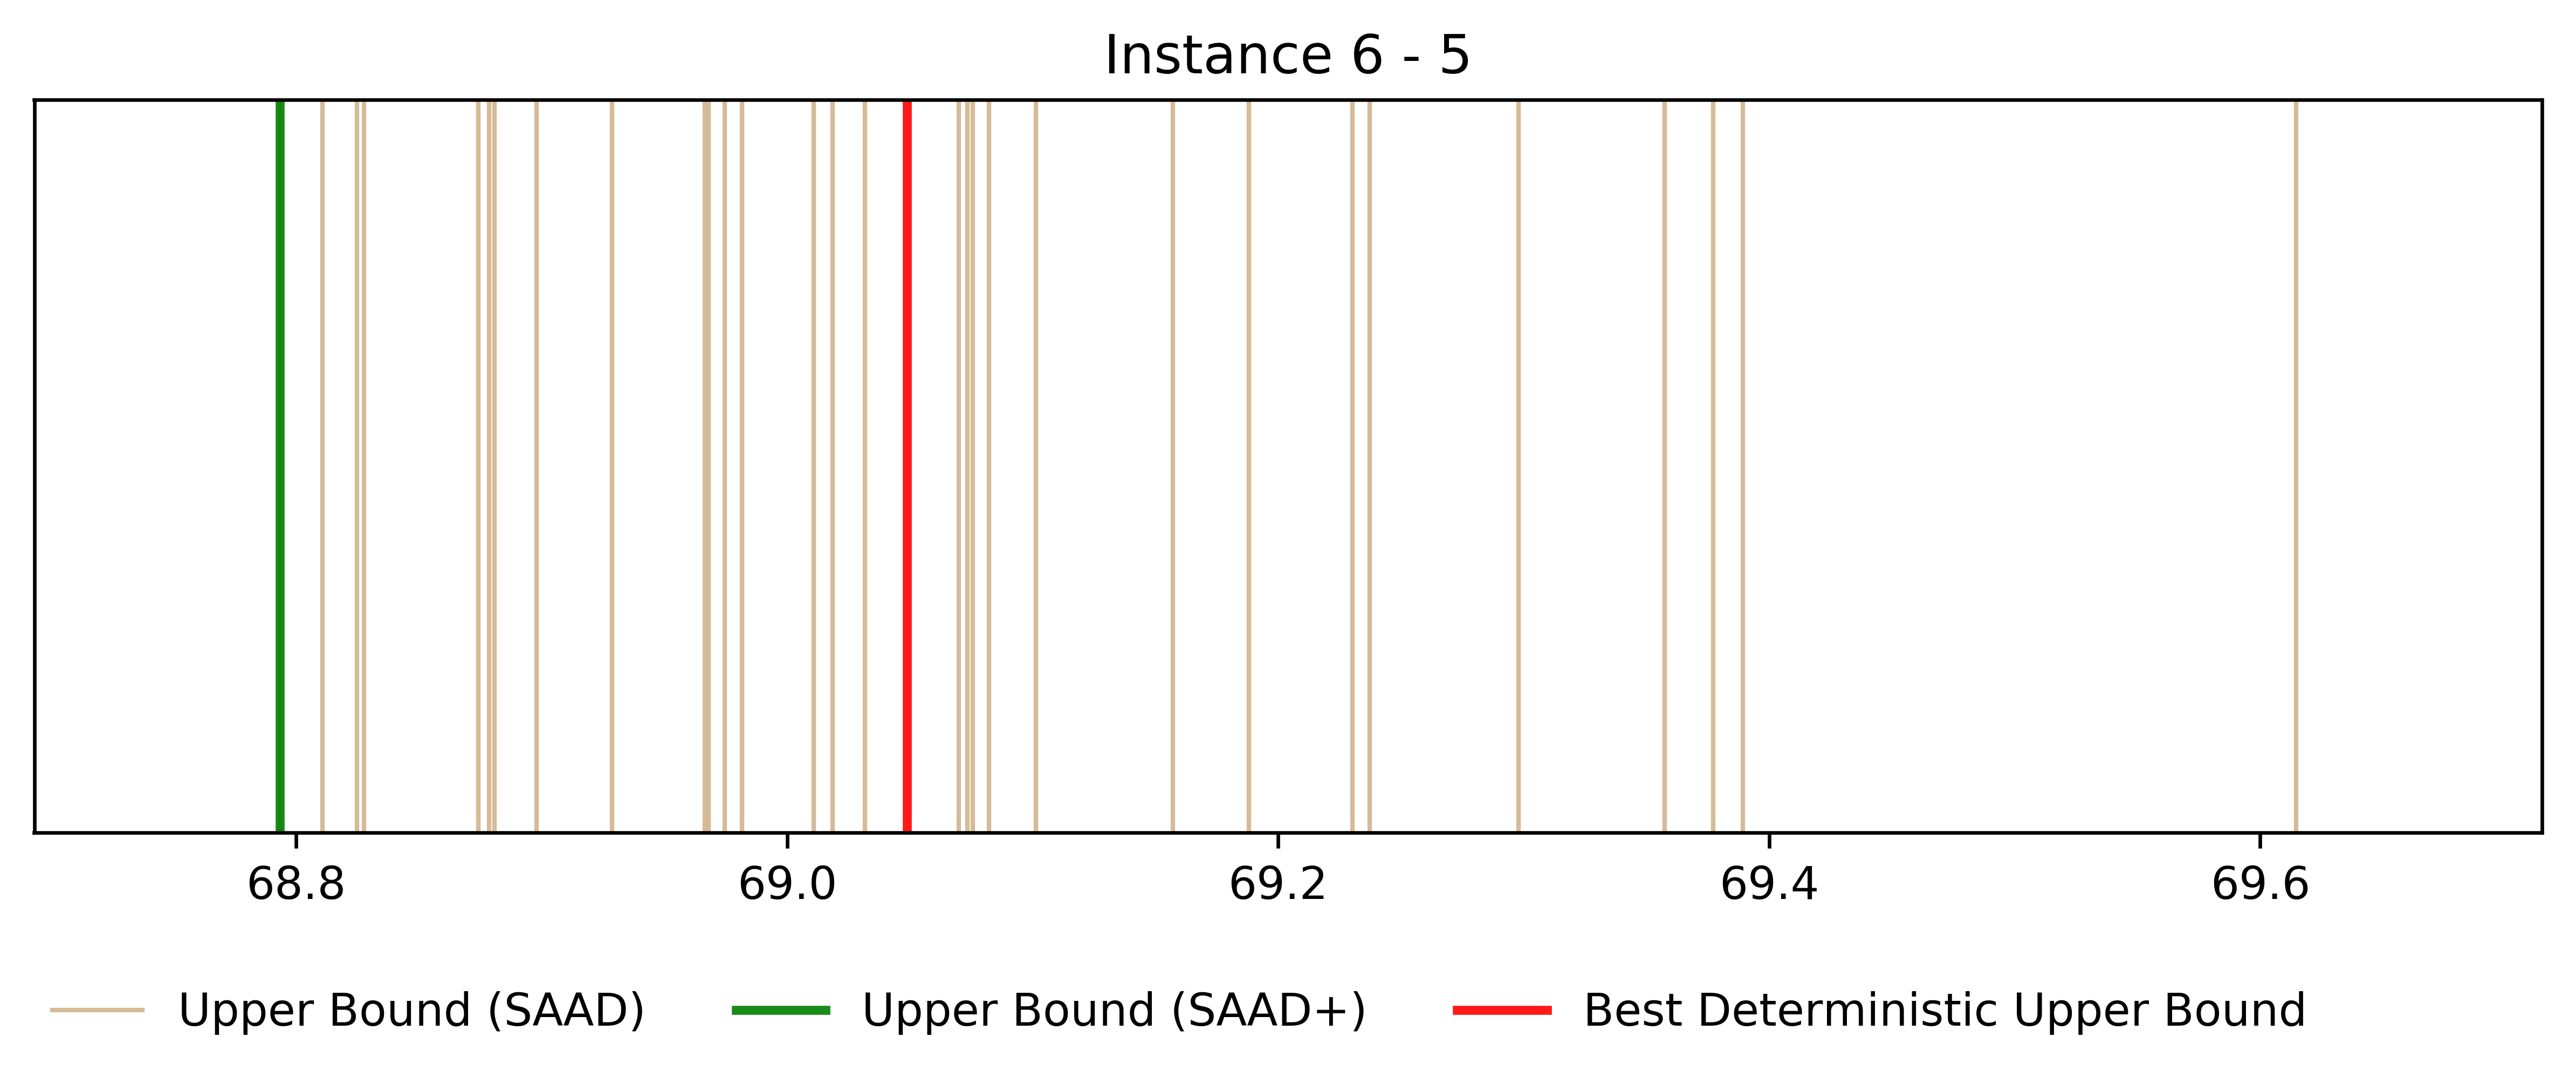 Instance 6 - 5
68.8 69.0 69.2 69.4 69.6
Upper Bound (SAAD) Upper Bound (SAAD+) Best Deterministic Upper Bound